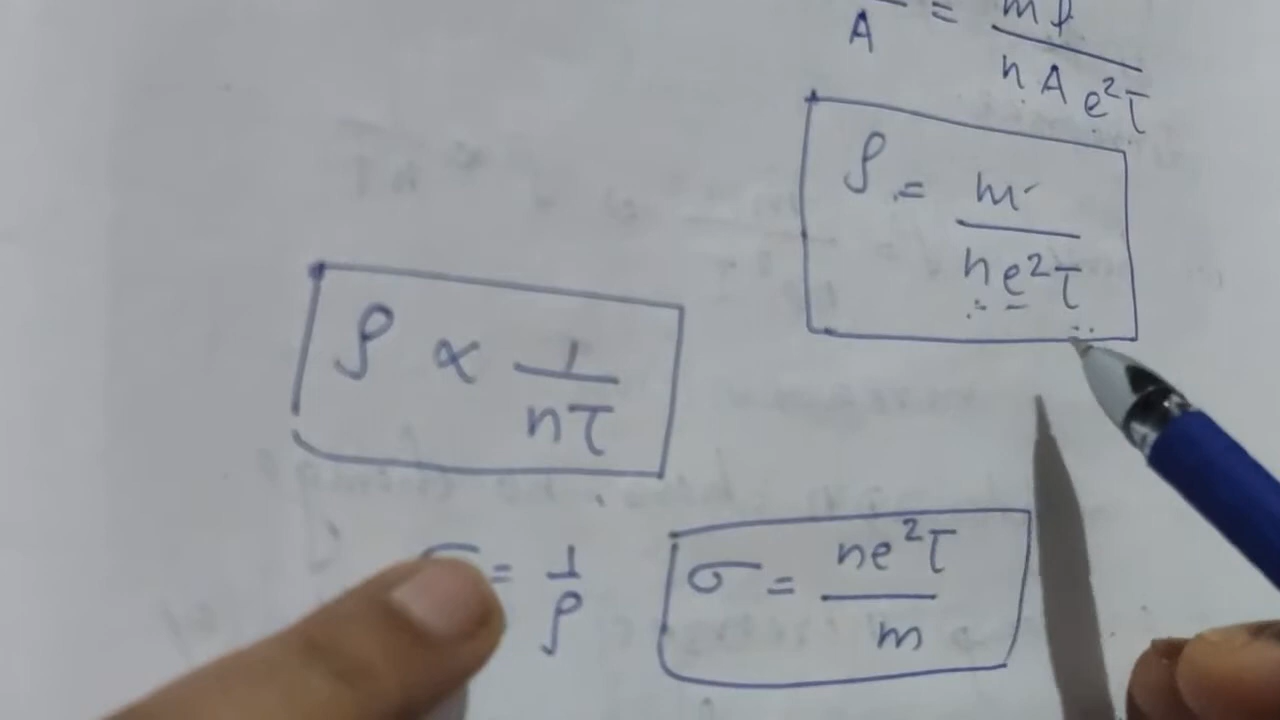 A = ml / nAe²τ
ρ = m / ne²τ
ρ ∝ 1 / nτ
σ = 1 / ρ
σ = ne²τ / m